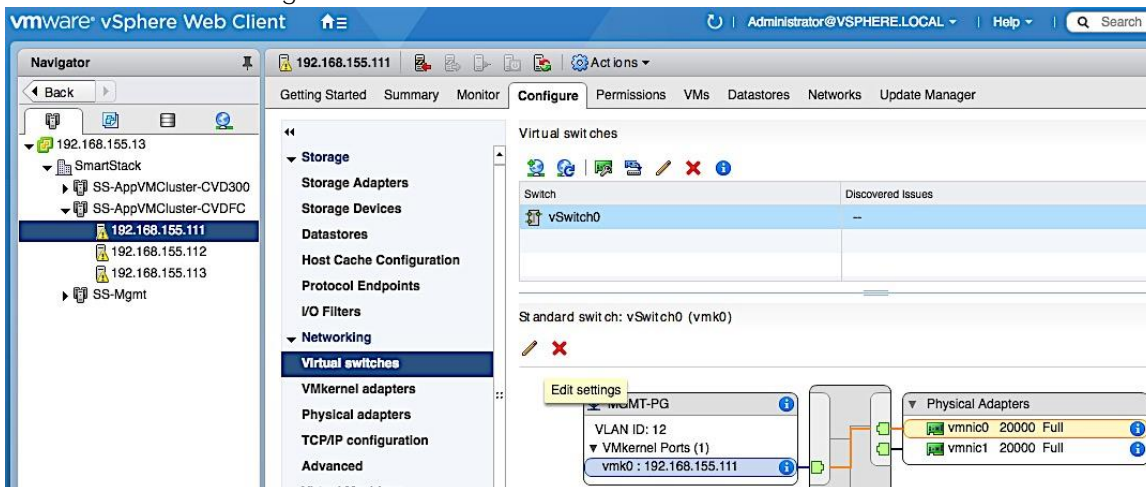 vmware® vSphere Web Client
Administrator@VSPHERE.LOCAL
Help
Search
Navigator
Back
192.168.155.13
SmartStack
SS-AppVMCluster-CVD300
SS-AppVMCluster-CVDFC
192.168.155.111
192.168.155.112
192.168.155.113
SS-Mgmt
192.168.155.111
Actions
Getting Started Summary Monitor Configure Permissions VMs Datastores Networks Update Manager
Storage
Storage Adapters
Storage Devices
Datastores
Host Cache Configuration
Protocol Endpoints
I/O Filters
Networking
Virtual switches
VMkernel adapters
Physical adapters
TCP/IP configuration
Advanced
Virtual switches
Switch Discovered Issues
vSwitch0 --
Standard switch: vSwitch0 (vmk0)
Edit settings
MGMT-PG
VLAN ID: 12
VMkernel Ports (1)
vmk0 : 192.168.155.111
Physical Adapters
vmnic0 20000 Full
vmnic1 20000 Full